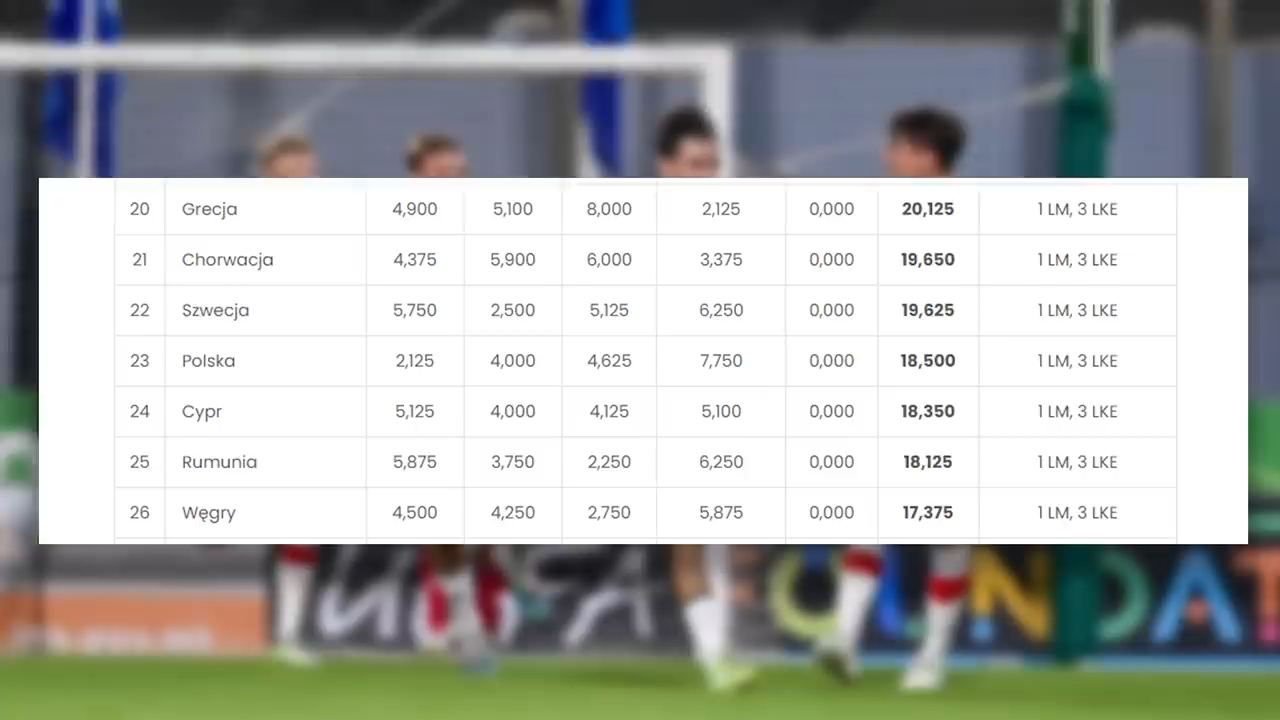 20 Grecja 4,900 5,100 8,000 2,125 0,000 20,125 1 LM, 3 LKE
21 Chorwacja 4,375 5,900 6,000 3,375 0,000 19,650 1 LM, 3 LKE
22 Szwecja 5,750 2,500 5,125 6,250 0,000 19,625 1 LM, 3 LKE
23 Polska 2,125 4,000 4,625 7,750 0,000 18,500 1 LM, 3 LKE
24 Cypr 5,125 4,000 4,125 5,100 0,000 18,350 1 LM, 3 LKE
25 Rumunia 5,875 3,750 2,250 6,250 0,000 18,125 1 LM, 3 LKE
26 Węgry 4,500 4,250 2,750 5,875 0,000 17,375 1 LM, 3 LKE
UEFA OUNDAT